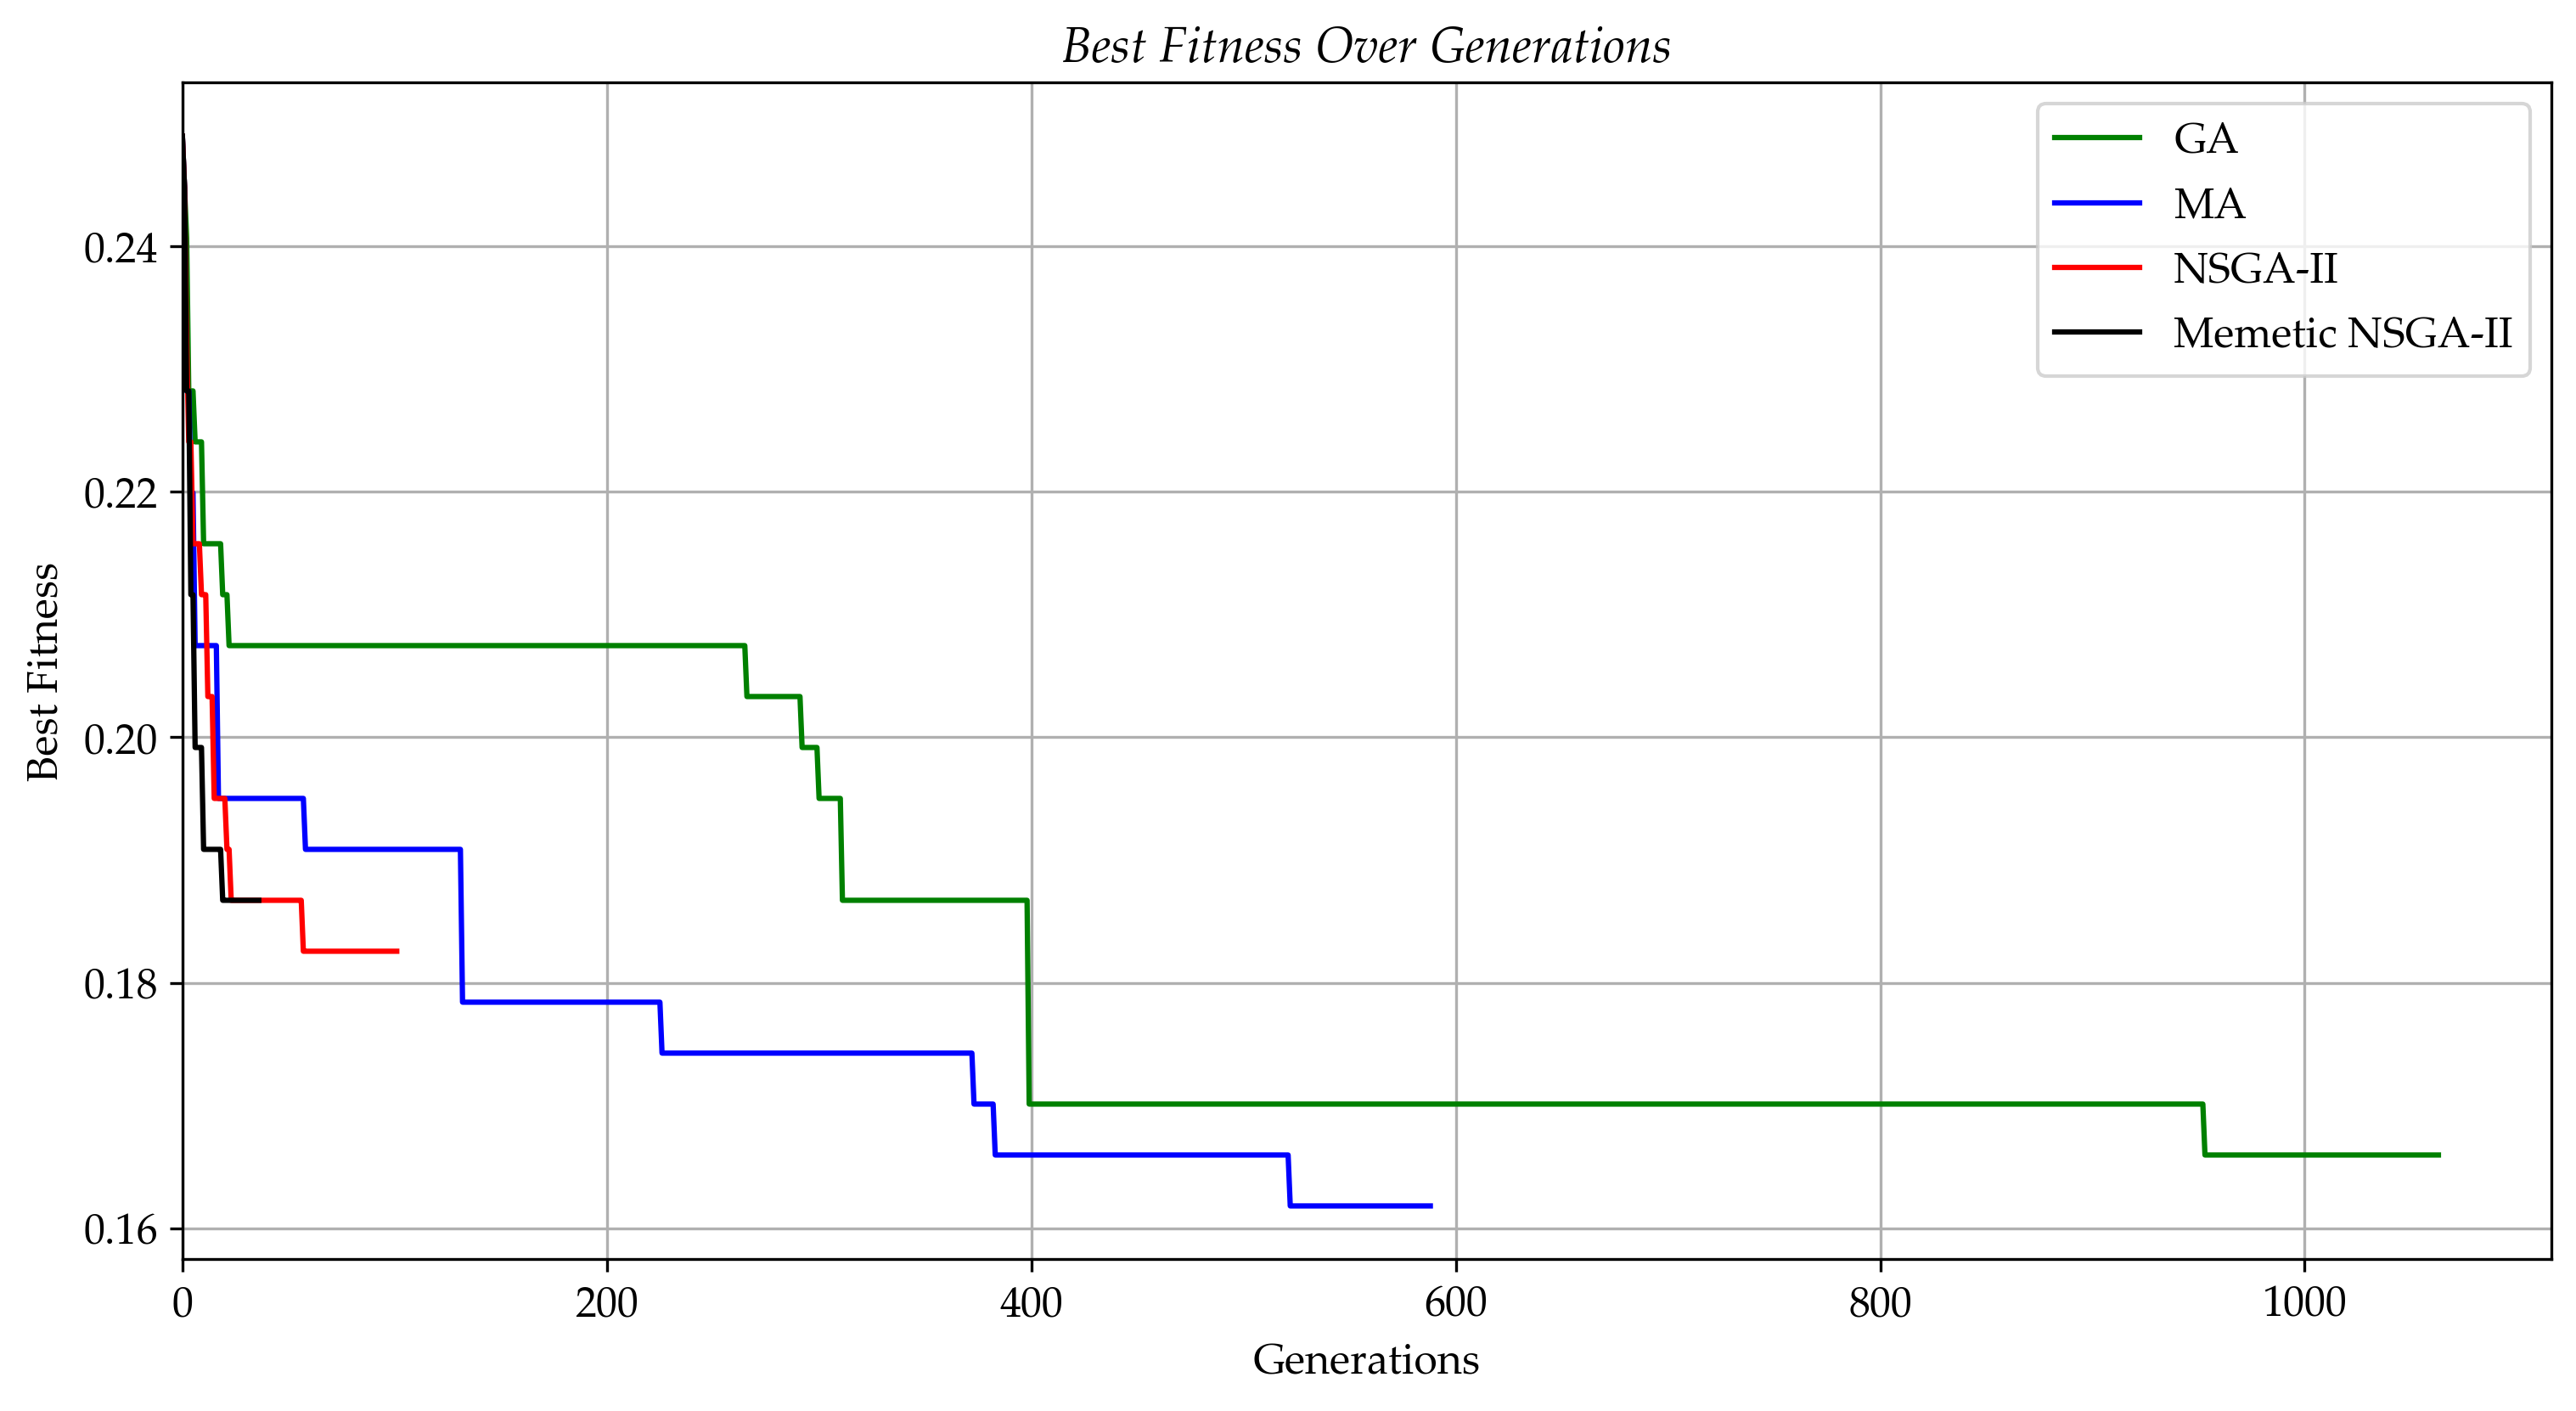 Best Fitness Over Generations
GA
MA
NSGA-II
Memetic NSGA-II
Best Fitness
0.24
0.22
0.20
0.18
0.16
0 200 400 600 800 1000
Generations